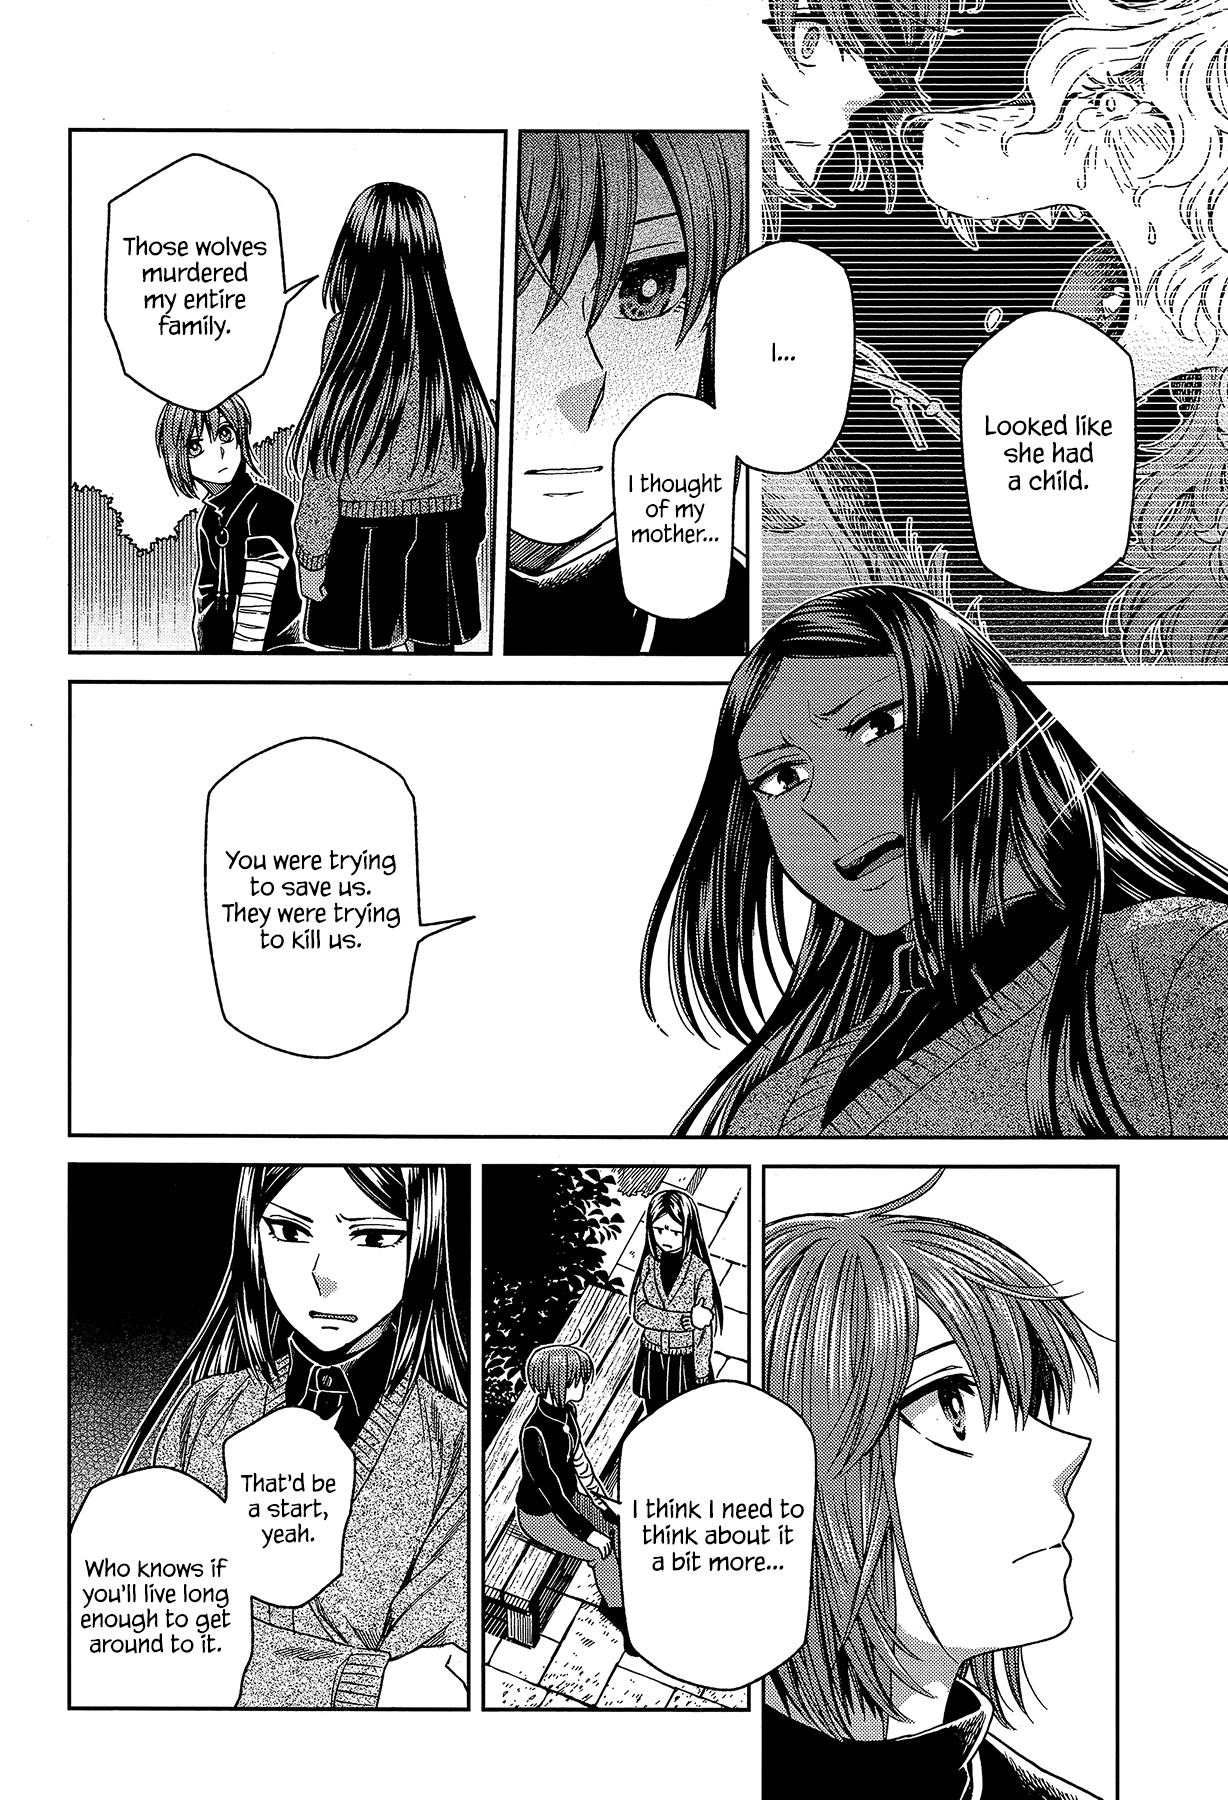 Looked like
she had
a child.
I...
I thought
of my
mother...
Those wolves
murdered
my entire
family.
You were trying
to save us.
They were trying
to kill us.
I think I need to
think about it
a bit more...
That'd be
a start,
yeah.
Who knows if
you'll live long
enough to get
around to it.